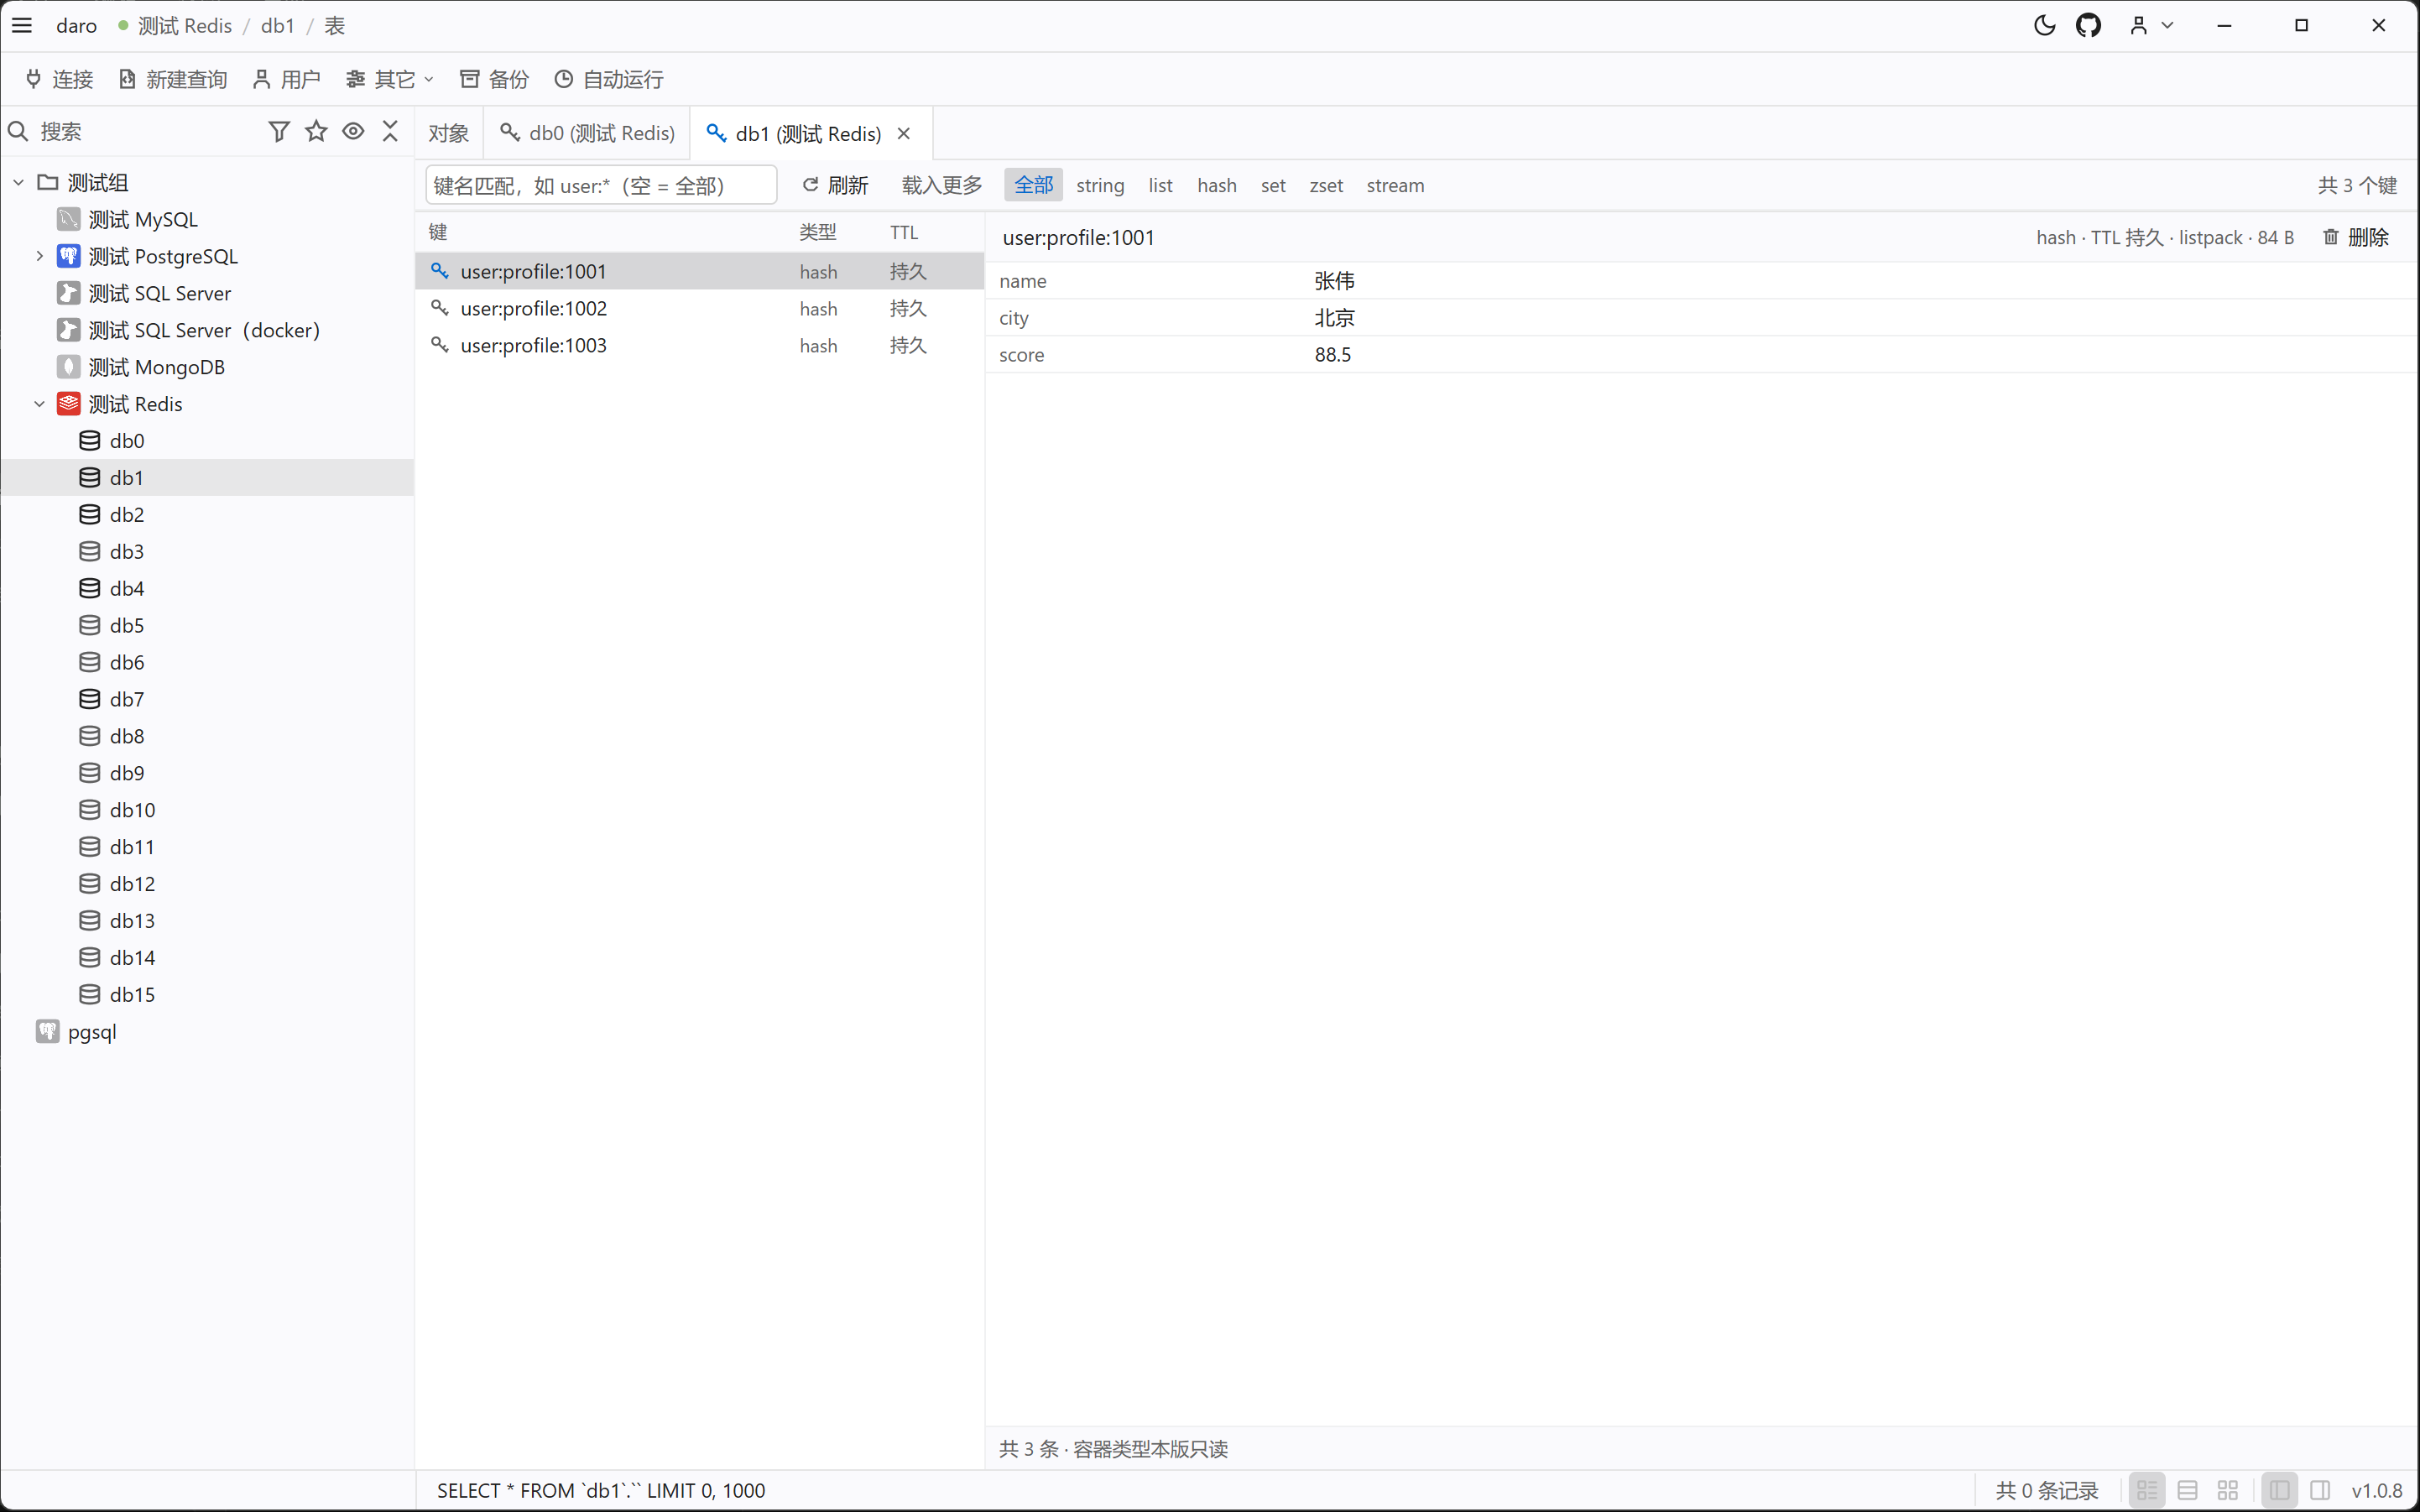 daro 测试 Redis / db1 / 表
连接 新建查询 用户 其它 备份 自动运行
搜索
对象 db0 (测试 Redis) db1 (测试 Redis)
键名匹配，如 user:*（空 = 全部） 刷新 载入更多 全部 string list hash set zset stream 共 3 个键
测试组
测试 MySQL
测试 PostgreSQL
测试 SQL Server
测试 SQL Server（docker）
测试 MongoDB
测试 Redis
db0
db1
db2
db3
db4
db5
db6
db7
db8
db9
db10
db11
db12
db13
db14
db15
pgsql
键 类型 TTL
user:profile:1001 hash 持久
user:profile:1002 hash 持久
user:profile:1003 hash 持久
user:profile:1001 hash · TTL 持久 · listpack · 84 B 删除
name 张伟
city 北京
score 88.5
共 3 条 · 容器类型本版只读
SELECT * FROM `db1`.`` LIMIT 0, 1000 共 0 条记录 v1.0.8